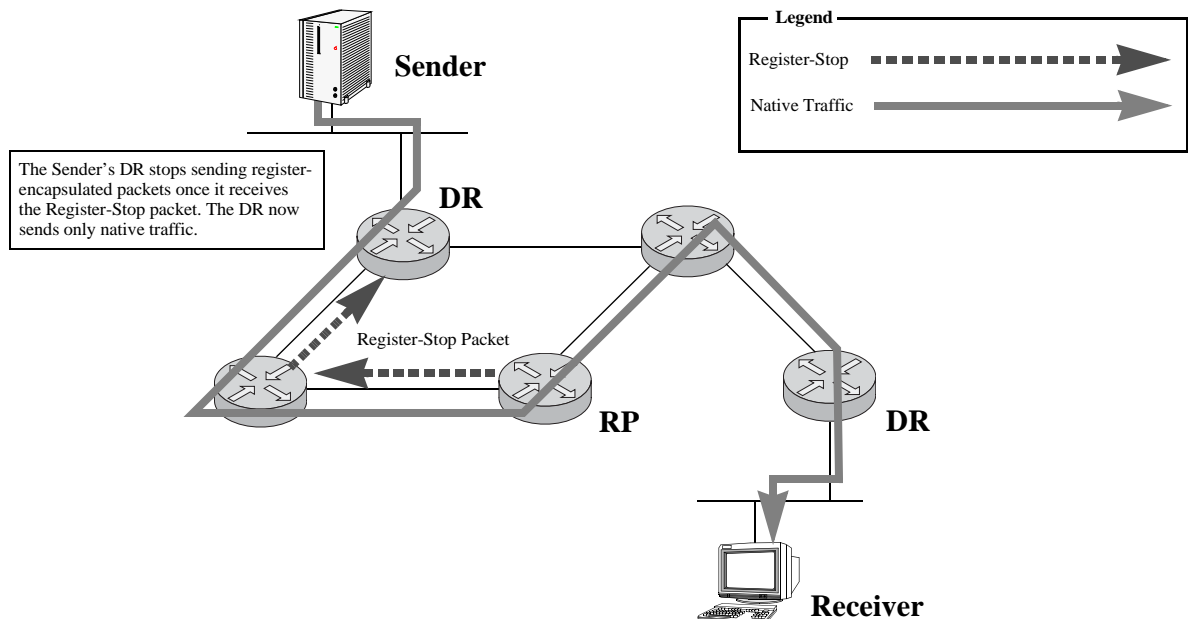 Legend
Register-Stop
Native Traffic
Sender
The Sender’s DR stops sending register-
encapsulated packets once it receives
the Register-Stop packet. The DR now
sends only native traffic.
DR
Register-Stop Packet
RP
DR
Receiver